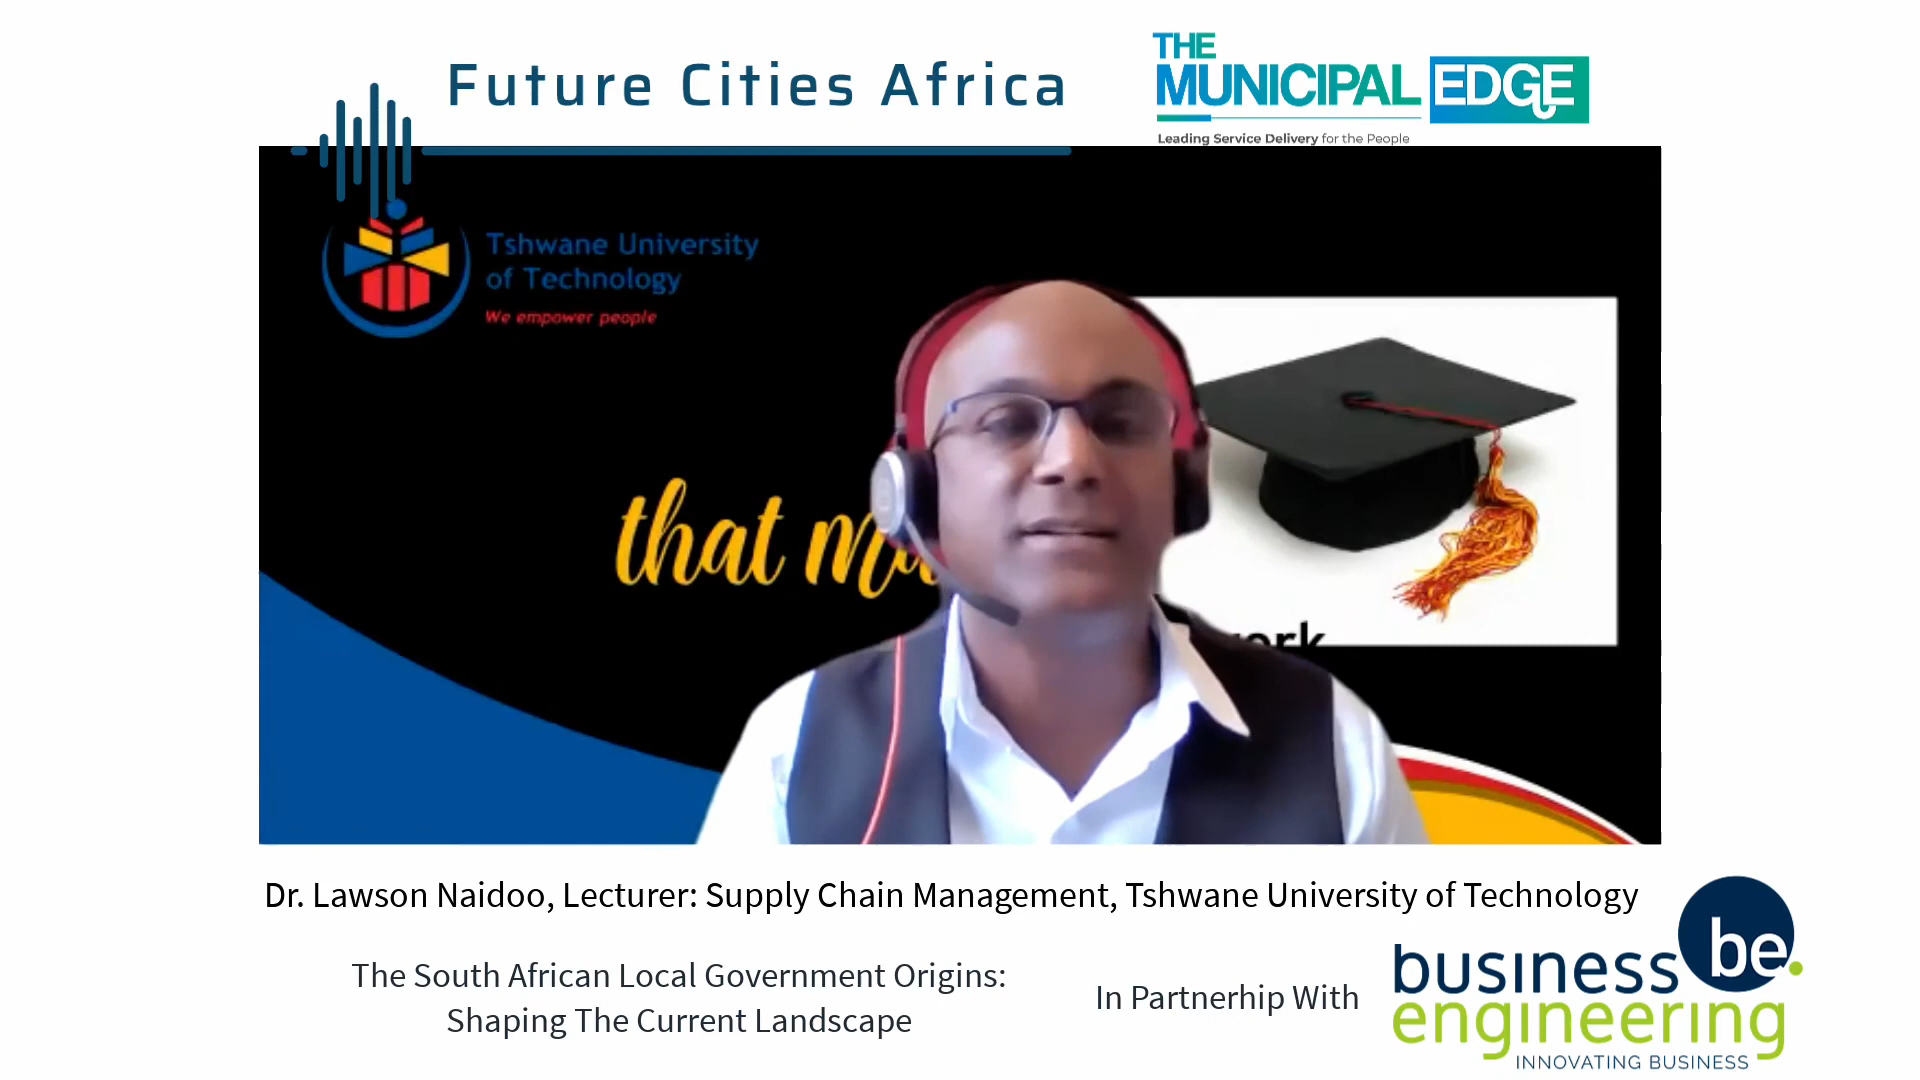 Future Cities Africa
THE
MUNICIPAL EDGE
Leading Service Delivery for the People
Tshwane University
of Technology
We empower people
that
Dr. Lawson Naidoo, Lecturer: Supply Chain Management, Tshwane University of Technology
The South African Local Government Origins:
Shaping The Current Landscape
In Partnerhip With
be.
business
engineering
INNOVATING BUSINESS